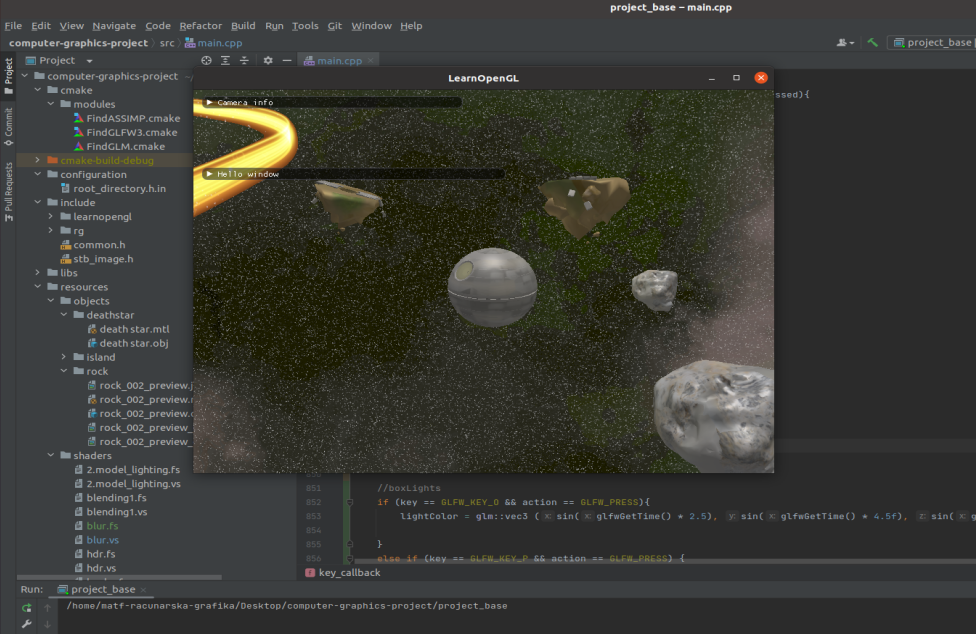 project_base – main.cpp
File Edit View Navigate Code Refactor Build Run Tools Git Window Help
computer-graphics-project › src › main.cpp
project_base
Project
main.cpp ×
Project
Commit
Pull Requests
LearnOpenGL
computer-graphics-project
cmake
modules
FindASSIMP.cmake
FindGLFW3.cmake
FindGLM.cmake
cmake-build-debug
configuration
root_directory.h.in
include
learnopengl
rg
common.h
stb_image.h
libs
resources
objects
deathstar
death star.mtl
death star.obj
island
rock
rock_002_preview.j
rock_002_preview.
rock_002_preview.
rock_002_preview_
rock_002_preview_
shaders
2.model_lighting.fs
2.model_lighting.vs
blending1.fs
blending1.vs
blur.fs
blur.vs
hdr.fs
hdr.vs
Camera info
Hello window
ssed){
851 //boxLights
852 if (key == GLFW_KEY_O && action == GLFW_PRESS){
853 lightColor = glm::vec3 ( x: sin( x: glfwGetTime() * 2.5), y: sin( x: glfwGetTime() * 4.5f), z: sin( x: g
854
855 }
856 else if (key == GLFW_KEY_P && action == GLFW_PRESS) {
f key_callback
Run: project_base ×
/home/matf-racunarska-grafika/Desktop/computer-graphics-project/project_base